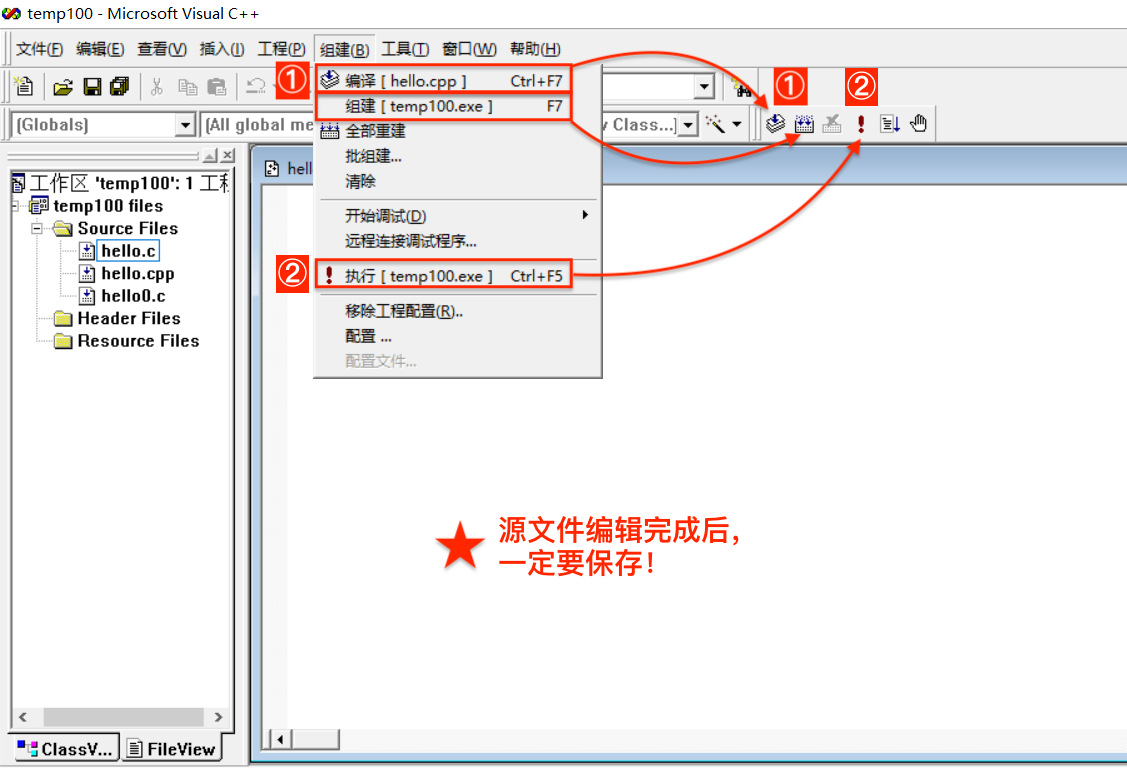 temp100 - Microsoft Visual C++
文件(F) 编辑(E) 查看(V) 插入(I) 工程(P) 组建(B) 工具(T) 窗口(W) 帮助(H)
①
编译 [ hello.cpp ] Ctrl+F7
组建 [ temp100.exe ] F7
全部重建
批组建...
清除
开始调试(D)
远程连接调试程序...
②
执行 [ temp100.exe ] Ctrl+F5
移除工程配置(R)..
配置 ...
配置文件...
① ②
(Globals)
(All global me
Class...]
工作区 'temp100': 1 工程
temp100 files
Source Files
hello.c
hello.cpp
hello0.c
Header Files
Resource Files
ClassV... FileView
hell
源文件编辑完成后，
一定要保存！